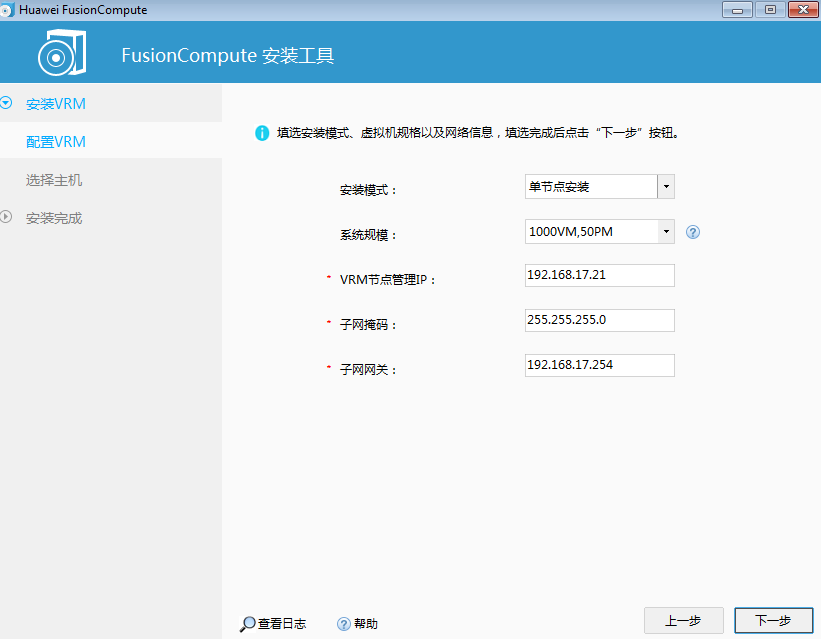 Huawei FusionCompute
FusionCompute 安装工具
安装VRM
配置VRM
选择主机
安装完成
填选安装模式、虚拟机规格以及网络信息，填选完成后点击“下一步”按钮。
安装模式： 单节点安装
系统规模： 1000VM,50PM
* VRM节点管理IP： 192.168.17.21
* 子网掩码： 255.255.255.0
* 子网网关： 192.168.17.254
查看日志 帮助 上一步 下一步